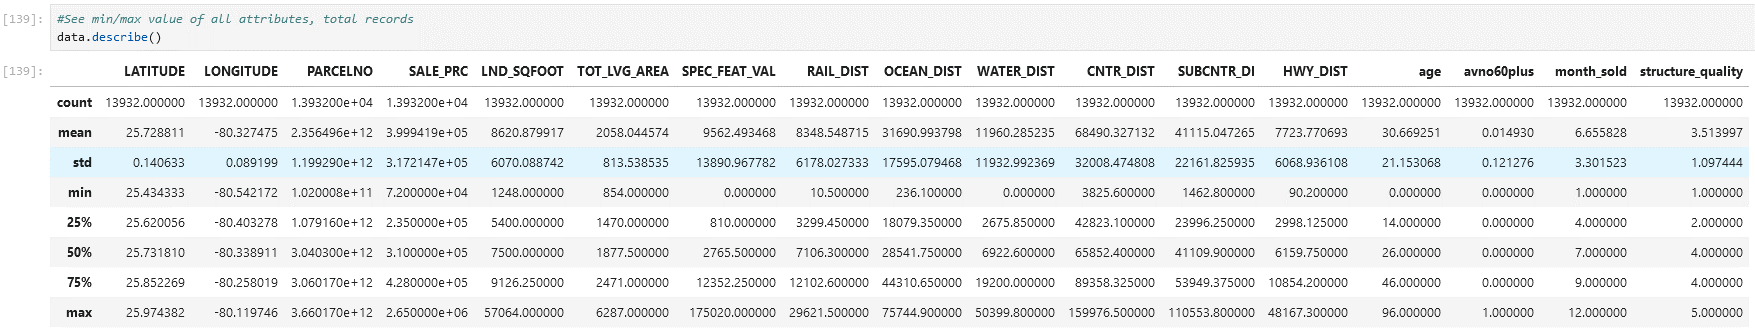 [139]: #See min/max value of all attributes, total records
data.describe()
[139]: LATITUDE LONGITUDE PARCELNO SALE_PRC LND_SQFOOT TOT_LVG_AREA SPEC_FEAT_VAL RAIL_DIST OCEAN_DIST WATER_DIST CNTR_DIST SUBCNTR_DI HWY_DIST age avno60plus month_sold structure_quality
count 13932.000000 13932.000000 1.393200e+04 1.393200e+04 13932.000000 13932.000000 13932.000000 13932.000000 13932.000000 13932.000000 13932.000000 13932.000000 13932.000000 13932.000000 13932.000000 13932.000000 13932.000000
mean 25.728811 -80.327475 2.356496e+12 3.999419e+05 8620.879917 2058.044574 9562.493468 8348.548715 31690.993798 11960.285235 68490.327132 41115.047265 7723.770693 30.669251 0.014930 6.655828 3.513997
std 0.140633 0.089199 1.199290e+12 3.172147e+05 6070.088742 813.538535 13890.967782 6178.027333 17595.079468 11932.992369 32008.474808 22161.825935 6068.936108 21.153068 0.121276 3.301523 1.097444
min 25.434333 -80.542172 1.020008e+11 7.200000e+04 1248.000000 854.000000 0.000000 10.500000 236.100000 0.000000 3825.600000 1462.800000 90.200000 0.000000 0.000000 1.000000 1.000000
25% 25.620056 -80.403278 1.079160e+12 2.350000e+05 5400.000000 1470.000000 810.000000 3299.450000 18079.350000 2675.850000 42823.100000 23996.250000 2998.125000 14.000000 0.000000 4.000000 2.000000
50% 25.731810 -80.338911 3.040300e+12 3.100000e+05 7500.000000 1877.500000 2765.500000 7106.300000 28541.750000 6922.600000 65852.400000 41109.900000 6159.750000 26.000000 0.000000 7.000000 4.000000
75% 25.852269 -80.258019 3.060170e+12 4.280000e+05 9126.250000 2471.000000 12352.250000 12102.600000 44310.650000 19200.000000 89358.325000 53949.375000 10854.200000 46.000000 0.000000 9.000000 4.000000
max 25.974382 -80.119746 3.660170e+12 2.650000e+06 57064.000000 6287.000000 175020.000000 29621.500000 75744.900000 50399.800000 159976.500000 110553.800000 48167.300000 96.000000 1.000000 12.000000 5.000000